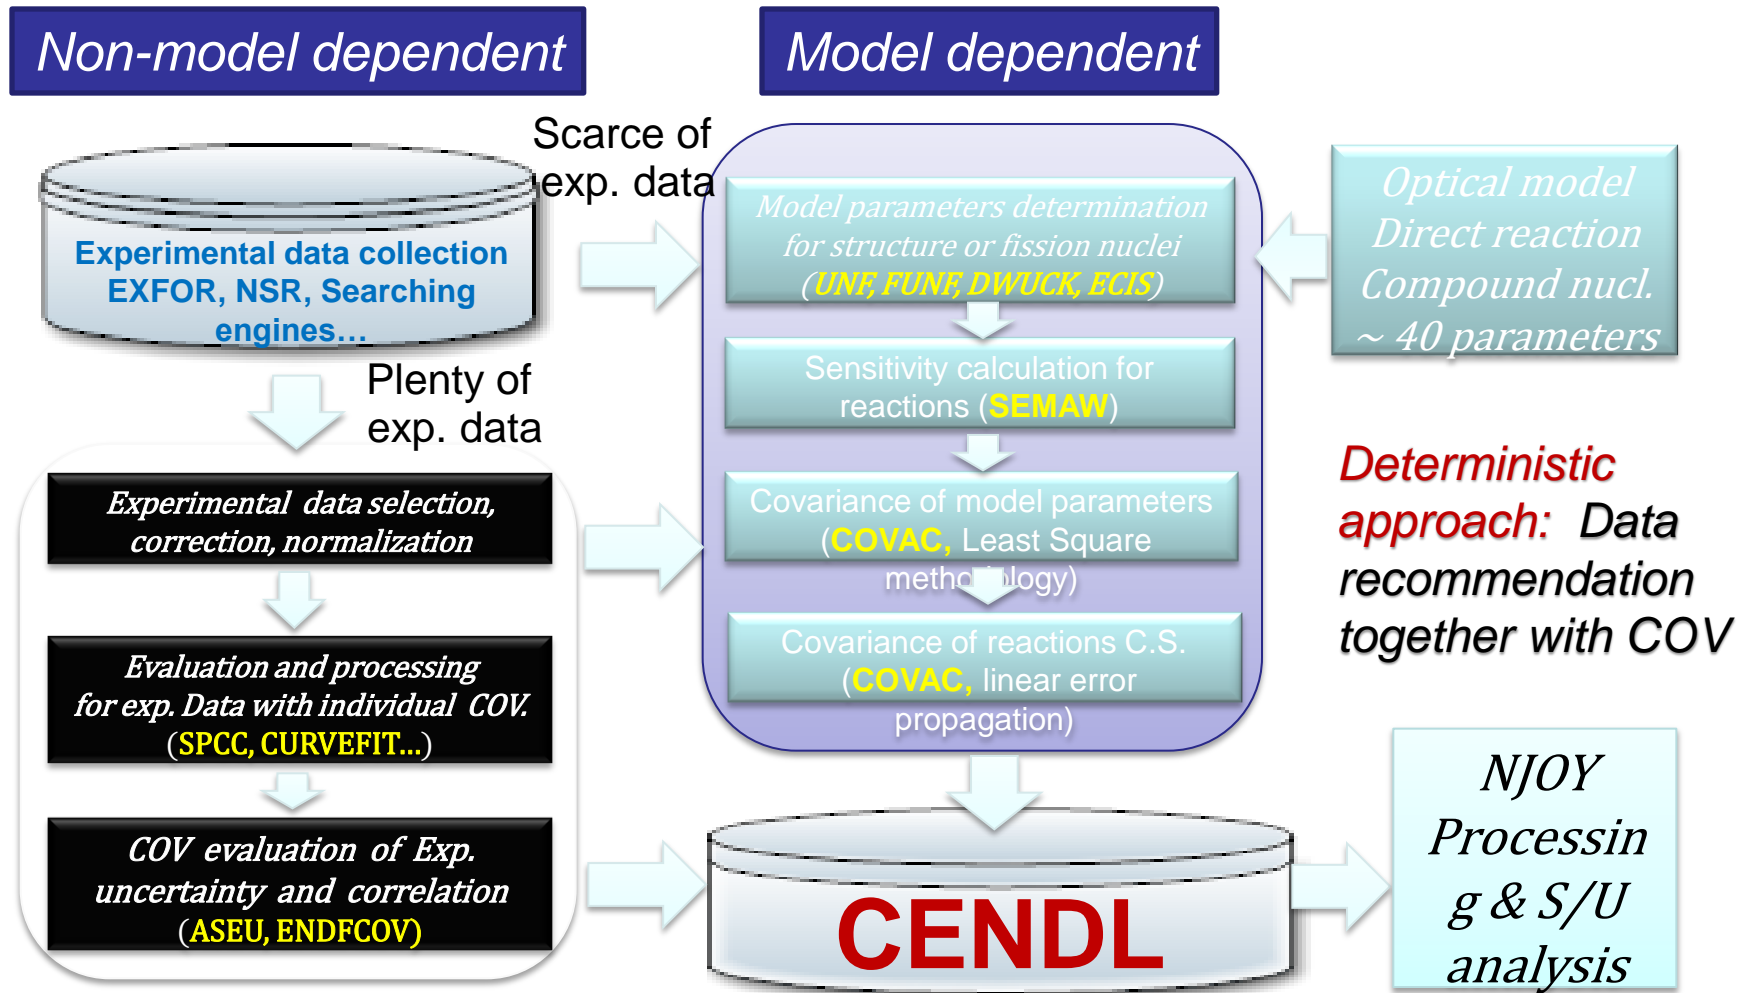 Non-model dependent
Model dependent
Scarce of
exp. data
Experimental data collection
EXFOR, NSR, Searching
engines…
Plenty of
exp. data
Experimental data selection,
correction, normalization
Evaluation and processing
for exp. Data with individual COV.
(SPCC, CURVEFIT…)
COV evaluation of Exp.
uncertainty and correlation
(ASEU, ENDFCOV)
Model parameters determination
for structure or fission nuclei
(UNF, FUNF, DWUCK, ECIS)
Sensitivity calculation for
reactions (SEMAW)
Covariance of model parameters
(COVAC, Least Square
methodology)
Covariance of reactions C.S.
(COVAC, linear error
propagation)
Optical model
Direct reaction
Compound nucl.
~ 40 parameters
Deterministic
approach: Data
recommendation
together with COV
CENDL
NJOY
Processin
g & S/U
analysis